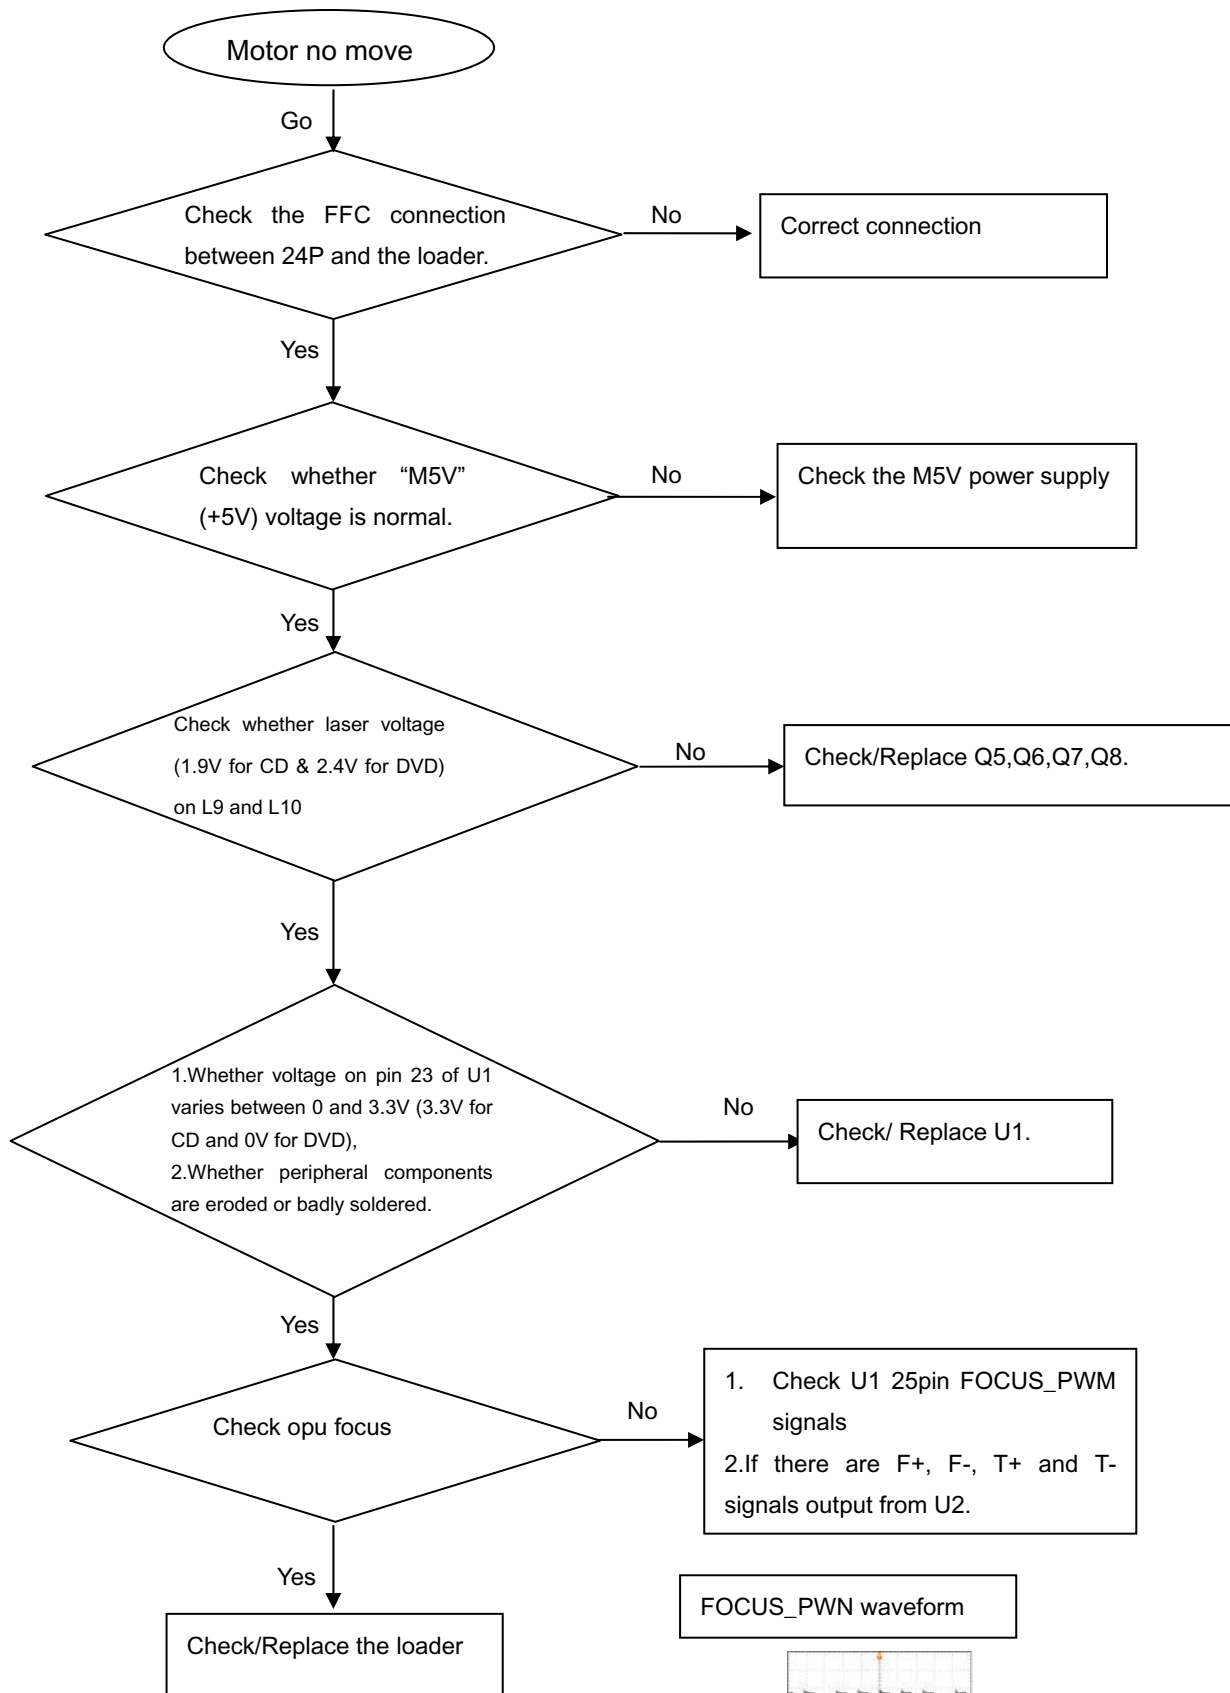 Motor no move
Go
Check the FFC connection
between 24P and the loader.
No
Correct connection
Yes
Check whether “M5V”
(+5V) voltage is normal.
No
Check the M5V power supply
Yes
Check whether laser voltage
(1.9V for CD & 2.4V for DVD)
on L9 and L10
No
Check/Replace Q5,Q6,Q7,Q8.
Yes
1.Whether voltage on pin 23 of U1
varies between 0 and 3.3V (3.3V for
CD and 0V for DVD),
2.Whether peripheral components
are eroded or badly soldered.
No
Check/ Replace U1.
Yes
Check opu focus
No
1. Check U1 25pin FOCUS_PWM
signals
2.If there are F+, F-, T+ and T-
signals output from U2.
Yes
Check/Replace the loader
FOCUS_PWN waveform